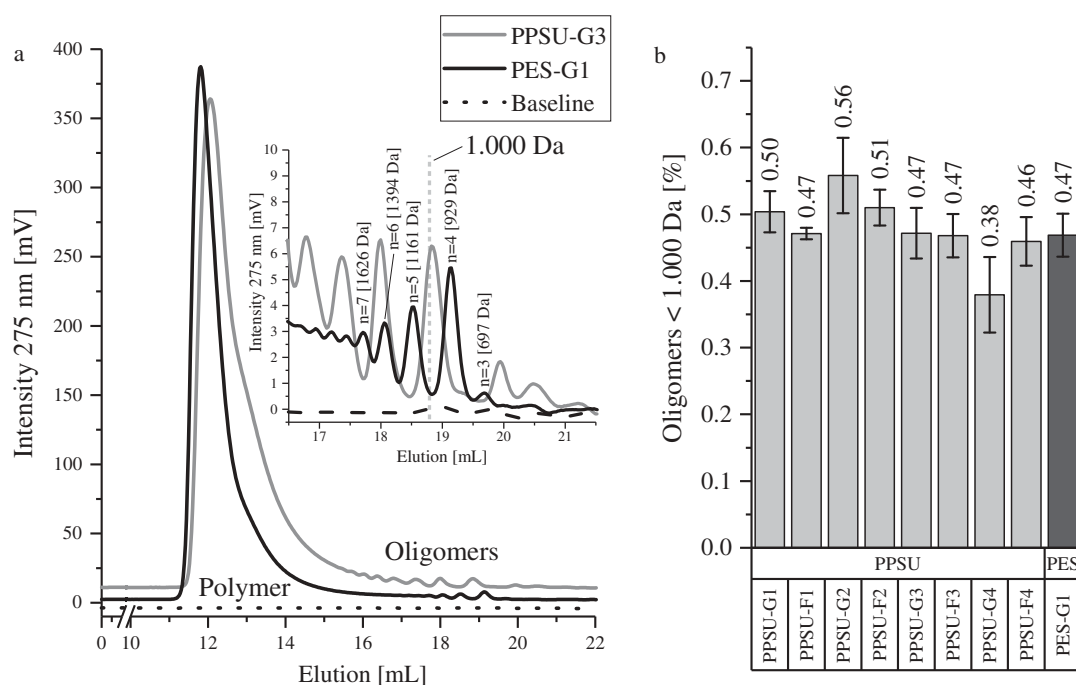 a
PPSU-G3
PES-G1
Baseline
400
350
300
250
200
150
100
50
0
Intensity 275 nm [mV]
0
10
12
14
16
18
20
22
Elution [mL]
Polymer
Oligomers
1.000 Da
10
9
8
7
6
5
4
3
2
1
0
Intensity 275 nm [mV]
17
18
19
20
21
Elution [mL]
n=7 [1626 Da]
n=6 [1394 Da]
n=5 [1161 Da]
n=4 [929 Da]
n=3 [697 Da]
b
0.7
0.6
0.5
0.4
0.3
0.2
0.1
0.0
Oligomers < 1.000 Da [%]
0.50
0.47
0.56
0.51
0.47
0.47
0.38
0.46
0.47
PPSU
PES
PPSU-G1
PPSU-F1
PPSU-G2
PPSU-F2
PPSU-G3
PPSU-F3
PPSU-G4
PPSU-F4
PES-G1